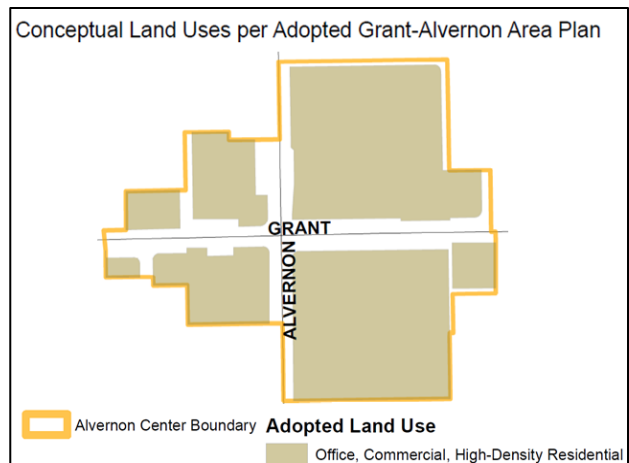 Conceptual Land Uses per Adopted Grant-Alvernon Area Plan
GRANT
ALVERNON
Alvernon Center Boundary
Adopted Land Use
Office, Commercial, High-Density Residential